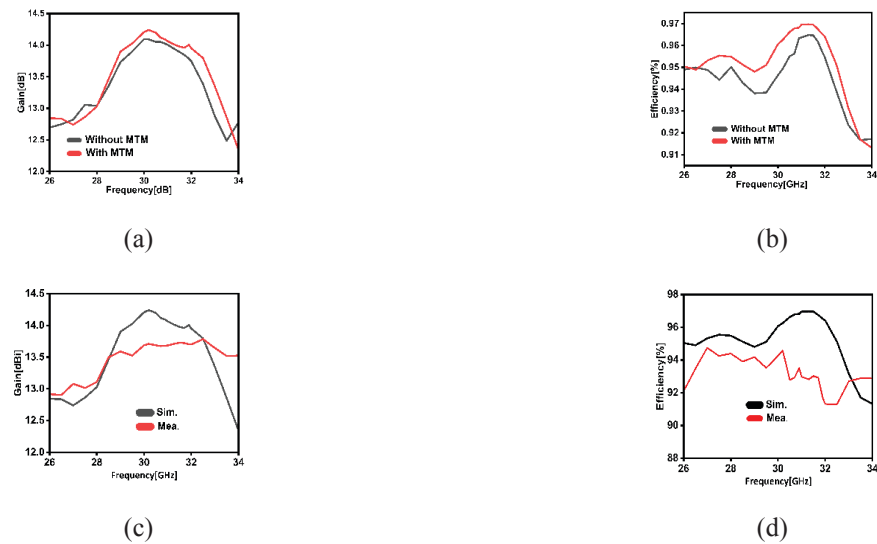 14.5
14.0
13.5
13.0
12.5
12.0
Gain[dB]
Without MTM
With MTM
26 28 30 32 34
Frequency[dB]
(a)
0.97
0.96
0.95
0.94
0.93
0.92
0.91
Efficiency[%]
Without MTM
With MTM
26 28 30 32 34
Frequency[GHz]
(b)
14.5
14.0
13.5
13.0
12.5
12.0
Gain[dBi]
Sim.
Mea.
26 28 30 32 34
Frequency[GHz]
(c)
98
96
94
92
90
88
Efficiency[%]
Sim.
Mea.
26 28 30 32 34
Frequency[GHz]
(d)